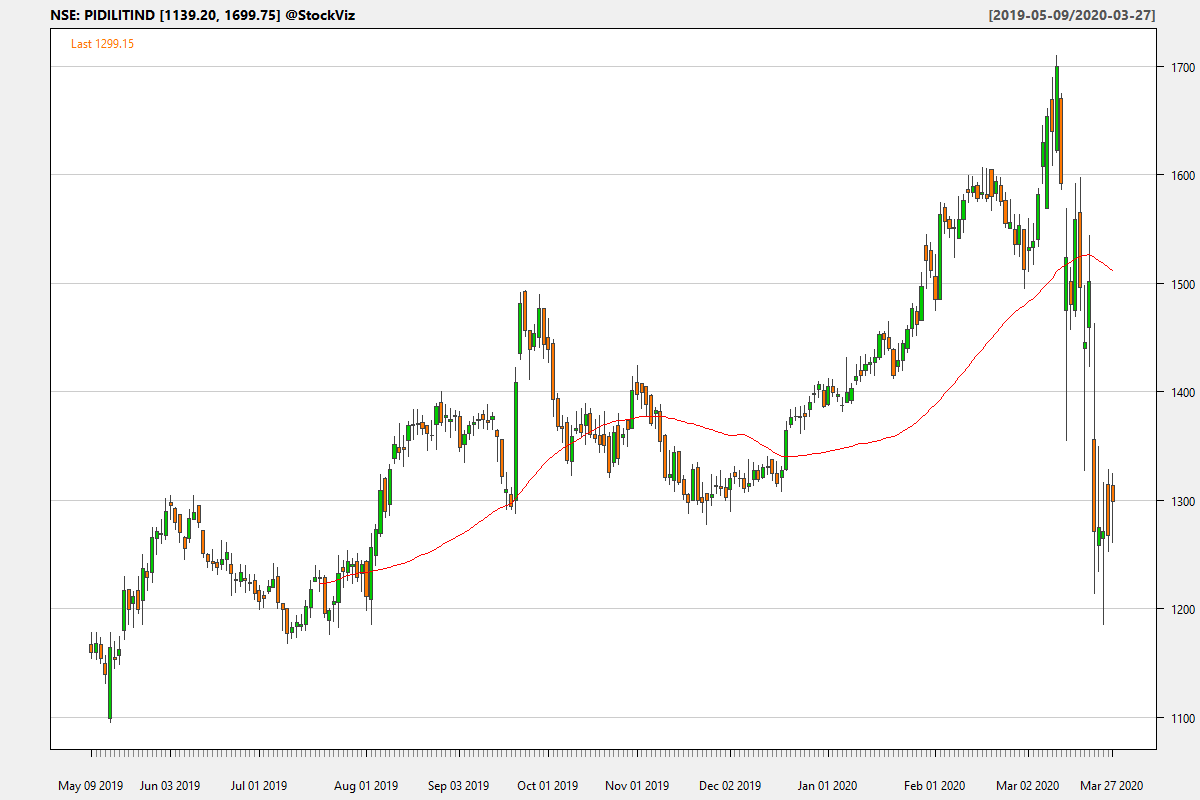 NSE: PIDILITIND [1139.20, 1699.75] @StockViz
[2019-05-09/2020-03-27]
Last 1299.15
1700
1600
1500
1400
1300
1200
1100
May 09 2019 Jun 03 2019 Jul 01 2019 Aug 01 2019 Sep 03 2019 Oct 01 2019 Nov 01 2019 Dec 02 2019 Jan 01 2020 Feb 01 2020 Mar 02 2020 Mar 27 2020